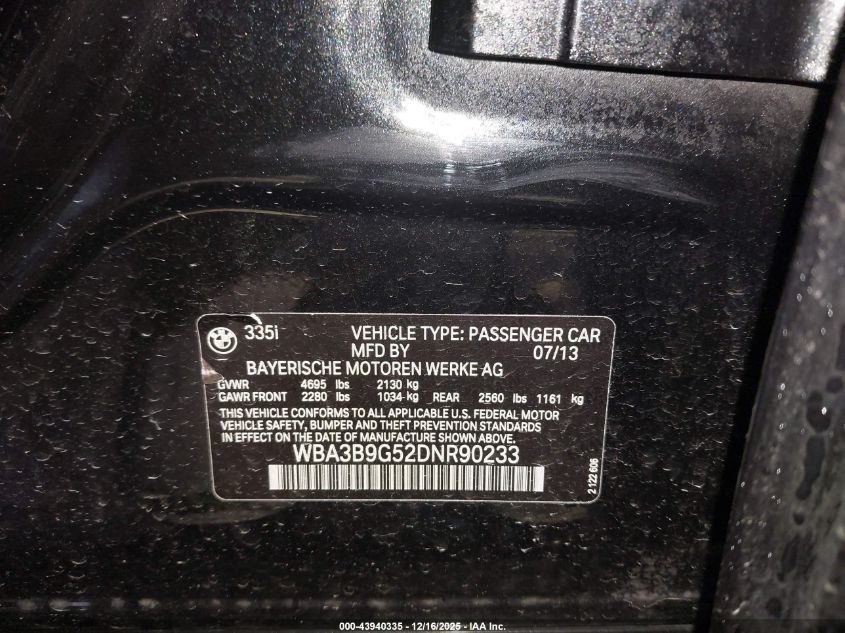 335i VEHICLE TYPE: PASSENGER CAR
MFD BY 07/13
BAYERISCHE MOTOREN WERKE AG
GVWR 4695 lbs 2130 kg
GAWR FRONT 2280 lbs 1034 kg REAR 2560 lbs 1161 kg
THIS VEHICLE CONFORMS TO ALL APPLICABLE U.S. FEDERAL MOTOR
VEHICLE SAFETY, BUMPER AND THEFT PREVENTION STANDARDS
IN EFFECT ON THE DATE OF MANUFACTURE SHOWN ABOVE.
WBA3B9G52DNR90233
2 122 606
000-43940335 - 12/16/2025 - IAA Inc.